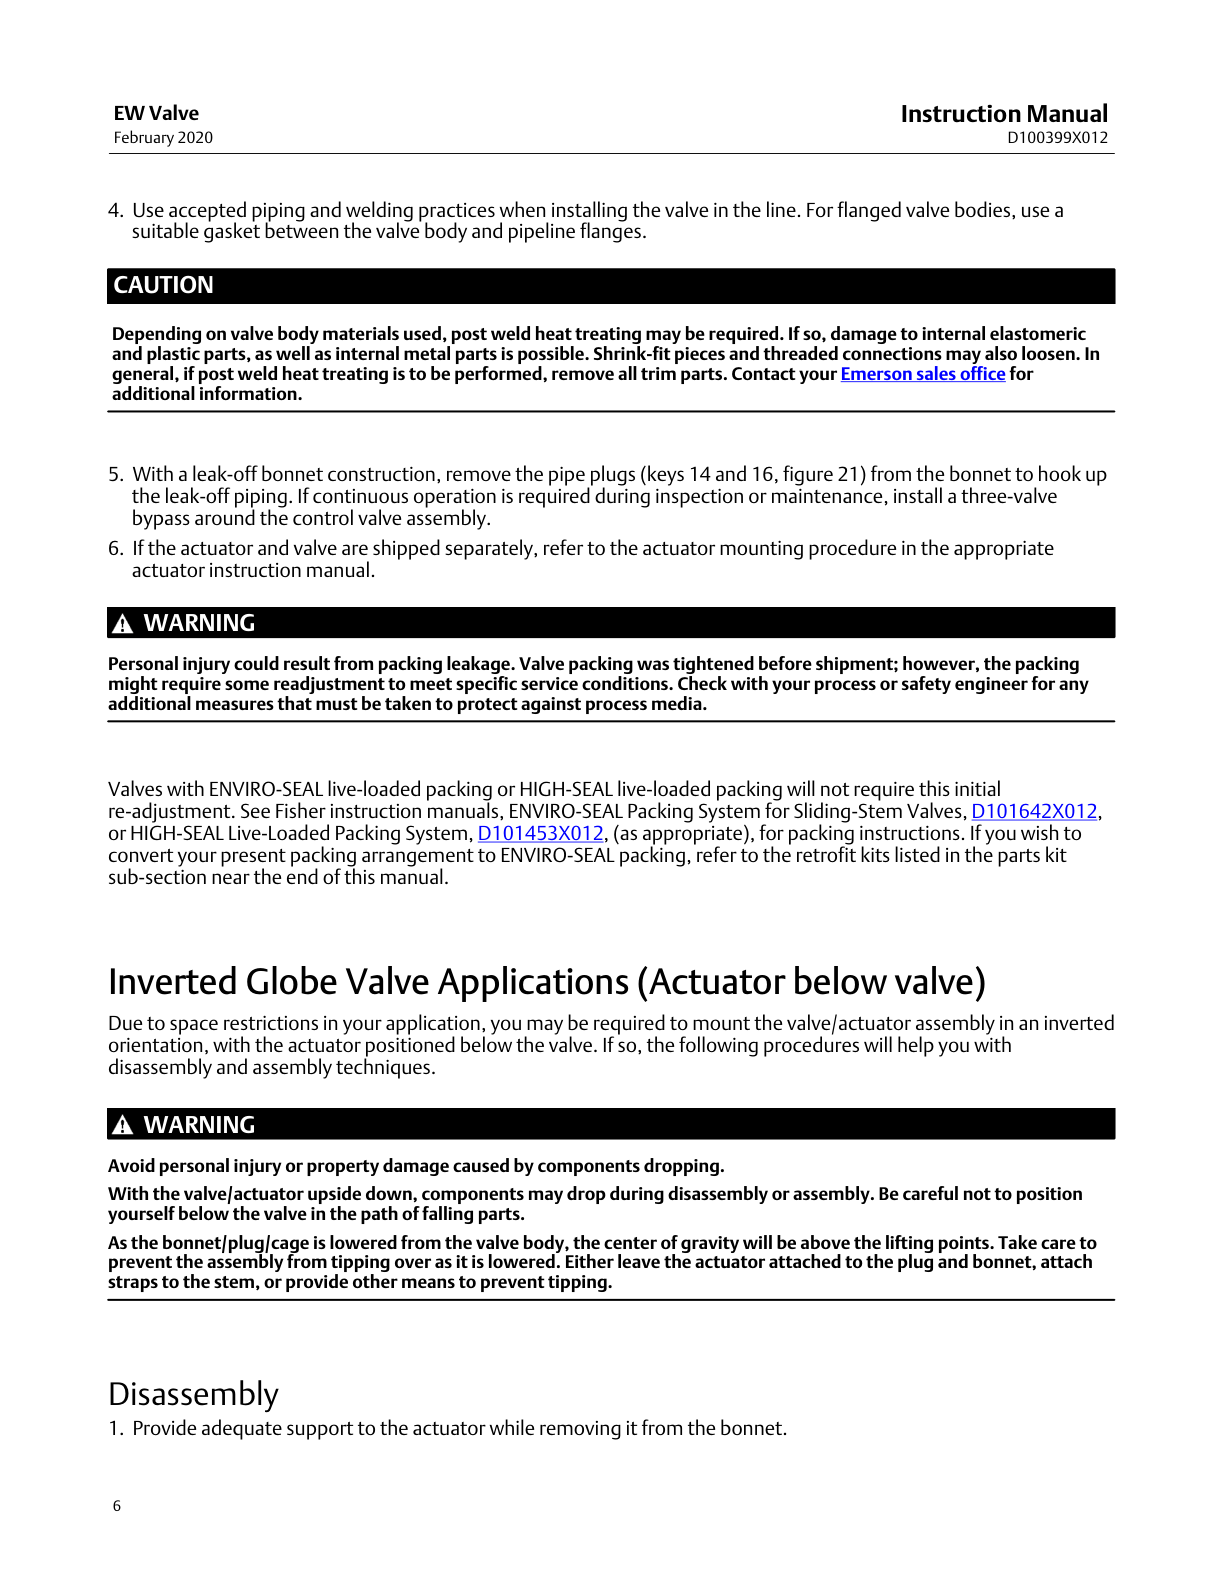 EW Valve
February 2020
Instruction Manual
D100399X012
4. Use accepted piping and welding practices when installing the valve in the line. For flanged valve bodies, use a
suitable gasket between the valve body and pipeline flanges.
CAUTION
Depending on valve body materials used, post weld heat treating may be required. If so, damage to internal elastomeric
and plastic parts, as well as internal metal parts is possible. Shrink-fit pieces and threaded connections may also loosen. In
general, if post weld heat treating is to be performed, remove all trim parts. Contact your Emerson sales office for
additional information.
5. With a leak-off bonnet construction, remove the pipe plugs (keys 14 and 16, figure 21) from the bonnet to hook up
the leak-off piping. If continuous operation is required during inspection or maintenance, install a three-valve
bypass around the control valve assembly.
6. If the actuator and valve are shipped separately, refer to the actuator mounting procedure in the appropriate
actuator instruction manual.
WARNING
Personal injury could result from packing leakage. Valve packing was tightened before shipment; however, the packing
might require some readjustment to meet specific service conditions. Check with your process or safety engineer for any
additional measures that must be taken to protect against process media.
Valves with ENVIRO-SEAL live-loaded packing or HIGH-SEAL live-loaded packing will not require this initial
re-adjustment. See Fisher instruction manuals, ENVIRO-SEAL Packing System for Sliding-Stem Valves, D101642X012,
or HIGH-SEAL Live-Loaded Packing System, D101453X012, (as appropriate), for packing instructions. If you wish to
convert your present packing arrangement to ENVIRO-SEAL packing, refer to the retrofit kits listed in the parts kit
sub-section near the end of this manual.
Inverted Globe Valve Applications (Actuator below valve)
Due to space restrictions in your application, you may be required to mount the valve/actuator assembly in an inverted
orientation, with the actuator positioned below the valve. If so, the following procedures will help you with
disassembly and assembly techniques.
WARNING
Avoid personal injury or property damage caused by components dropping.
With the valve/actuator upside down, components may drop during disassembly or assembly. Be careful not to position
yourself below the valve in the path of falling parts.
As the bonnet/plug/cage is lowered from the valve body, the center of gravity will be above the lifting points. Take care to
prevent the assembly from tipping over as it is lowered. Either leave the actuator attached to the plug and bonnet, attach
straps to the stem, or provide other means to prevent tipping.
Disassembly
1. Provide adequate support to the actuator while removing it from the bonnet.
6